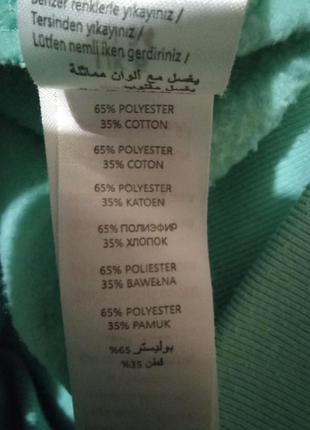 Benzer renklerle yıkayınız /
Tersinden yıkayınız /
Lütfen nemli iken gerdiriniz /
يغسل مع ألوان مماثلة
65% POLYESTER
35% COTTON
65% POLYESTER
35% COTON
65% POLYESTER
35% KATOEN
65% ПОЛИЭФИР
35% ХЛОПОК
65% POLIESTER
35% BAWEŁNA
65% POLYESTER
35% PAMUK
بوليستر 65%
قطن 35%